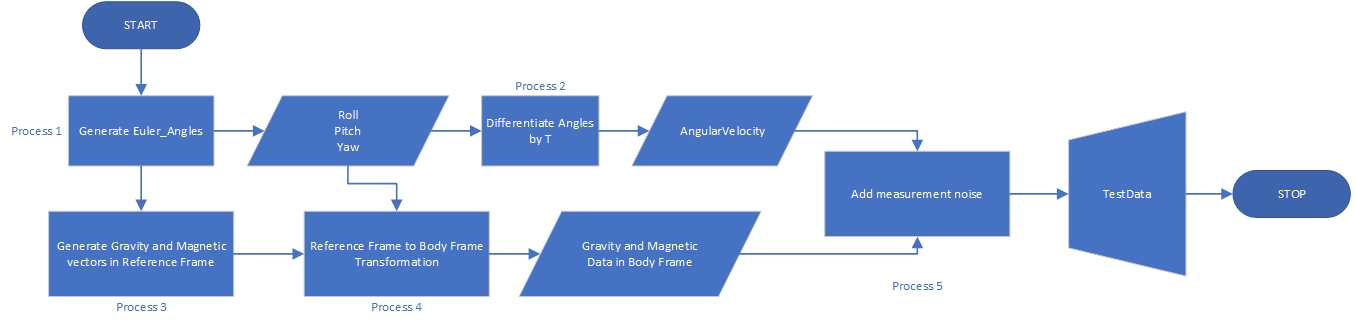 START
Process 1
Generate Euler_Angles
Roll
Pitch
Yaw
Process 2
Differentiate Angles
by T
AngularVelocity
Generate Gravity and Magnetic
vectors in Reference Frame
Process 3
Reference Frame to Body Frame
Transformation
Process 4
Gravity and Magnetic
Data in Body Frame
Add measurement noise
Process 5
TestData
STOP